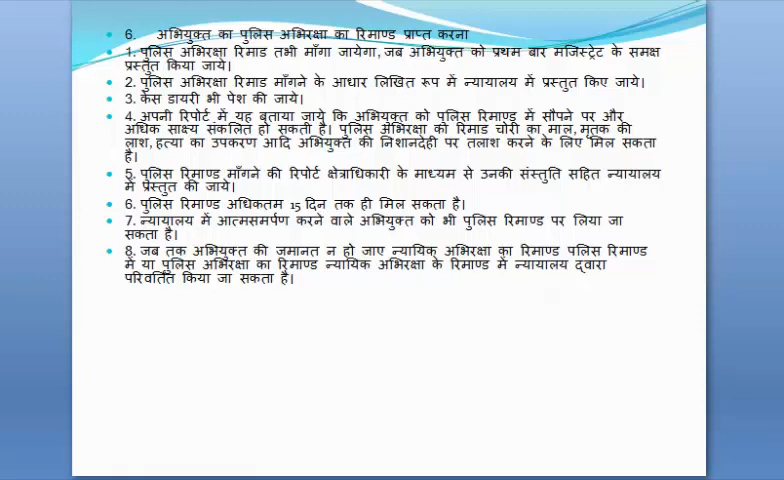 6. अभियुक्त का पुलिस अभिरक्षा का रिमाण्ड प्राप्त करना
1. पुलिस अभिरक्षा रिमाड तभी माँगा जायेगा, जब अभियुक्त को प्रथम बार मजिस्ट्रेट के समक्ष
प्रस्तुत किया जाये।
2. पुलिस अभिरक्षा रिमाड माँगने के आधार लिखित रूप में न्यायालय में प्रस्तुत किए जाये।
3. केस डायरी भी पेश की जाये।
4. अपनी रिपोर्ट में यह बताया जाये कि अभियुक्त को पुलिस रिमाण्ड में सौपने पर और
अधिक साक्ष्य संकलित हो सकती है। पुलिस अभिरक्षा की रिमाड चोरी का माल, मृतक की
लाश, हत्या का उपकरण आदि अभियुक्त की निशानदेही पर तलाश करने के लिए मिल सकता
है।
5. पुलिस रिमाण्ड माँगने की रिपोर्ट क्षेत्राधिकारी के माध्यम से उनकी संस्तुति सहित न्यायालय
में प्रस्तुत की जाये।
6. पुलिस रिमाण्ड अधिकतम 15 दिन तक ही मिल सकता है।
7. न्यायालय में आत्मसमर्पण करने वाले अभियुक्त को भी पुलिस रिमाण्ड पर लिया जा
सकता है।
8. जब तक अभियुक्त की जमानत न हो जाए न्यायिक अभिरक्षा का रिमाण्ड पलिस रिमाण्ड
में या पुलिस अभिरक्षा का रिमाण्ड न्यायिक अभिरक्षा के रिमाण्ड में न्यायालय द्वारा
परिवर्तित किया जा सकता है।